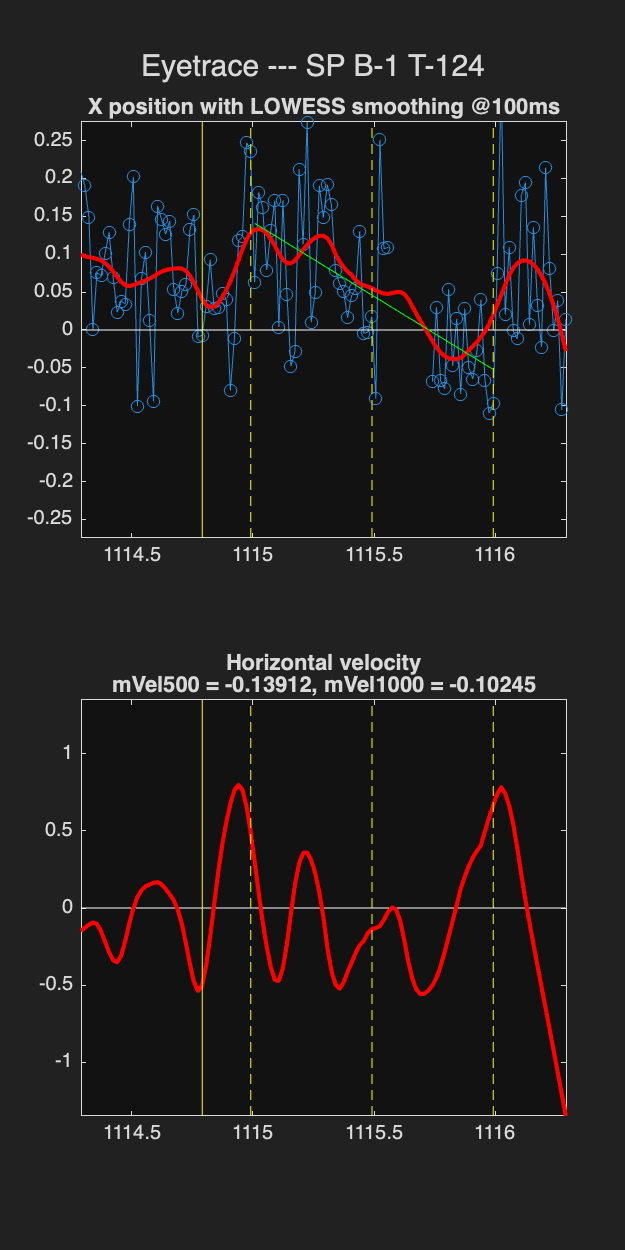 Eyetrace --- SP B-1 T-124
X position with LOWESS smoothing @100ms
0.25
0.2
0.15
0.1
0.05
0
-0.05
-0.1
-0.15
-0.2
-0.25
1114.5 1115 1115.5 1116
Horizontal velocity
mVel500 = -0.13912, mVel1000 = -0.10245
1
0.5
0
-0.5
-1
1114.5 1115 1115.5 1116